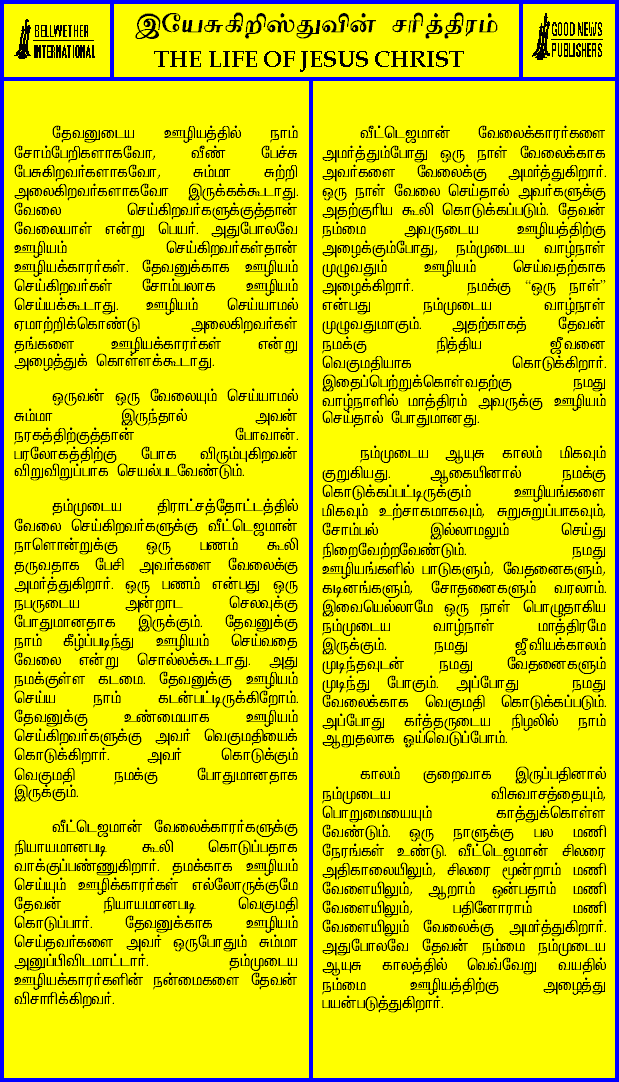 BELLWETHER
INTERNATIONAL
இயேசுகிறிஸ்துவின் சரித்திரம்
THE LIFE OF JESUS CHRIST
GOOD NEWS
PUBLISHERS
தேவனுடைய ஊழியத்தில் நாம்
சோம்பேறிகளாகவோ, வீண் பேச்சு
பேசுகிறவர்களாகவோ, சும்மா சுற்றி
அலைகிறவர்களாகவோ இருக்கக்கூடாது.
வேலை செய்கிறவர்களுக்குத்தான்
வேலையாள் என்று பெயர். அதுபோலவே
ஊழியம் செய்கிறவர்கள்தான்
ஊழியக்காரர்கள். தேவனுக்காக ஊழியம்
செய்கிறவர்கள் சோம்பலாக ஊழியம்
செய்யக்கூடாது. ஊழியம் செய்யாமல்
ஏமாற்றிக்கொண்டு அலைகிறவர்கள்
தங்களை ஊழியக்காரர்கள் என்று
அழைத்துக் கொள்ளக்கூடாது.
ஒருவன் ஒரு வேலையும் செய்யாமல்
சும்மா இருந்தால் அவன்
நரகத்திற்குத்தான் போவான்.
பரலோகத்திற்கு போக விரும்புகிறவன்
விறுவிறுப்பாக செயல்படவேண்டும்.
தம்முடைய திராட்சத்தோட்டத்தில்
வேலை செய்கிறவர்களுக்கு வீட்டெஜமான்
நாளொன்றுக்கு ஒரு பணம் கூலி
தருவதாக பேசி அவர்களை வேலைக்கு
அமர்த்துகிறார். ஒரு பணம் என்பது ஒரு
நபருடைய அன்றாட செலவுக்கு
போதுமானதாக இருக்கும். தேவனுக்கு
நாம் கீழ்ப்படிந்து ஊழியம் செய்வதை
வேலை என்று சொல்லக்கூடாது. அது
நமக்குள்ள கடமை. தேவனுக்கு ஊழியம்
செய்ய நாம் கடன்பட்டிருக்கிறோம்.
தேவனுக்கு உண்மையாக ஊழியம்
செய்கிறவர்களுக்கு அவர் வெகுமதியைக்
கொடுக்கிறார். அவர் கொடுக்கும்
வெகுமதி நமக்கு போதுமானதாக
இருக்கும்.
வீட்டெஜமான் வேலைக்காரர்களுக்கு
நியாயமானபடி கூலி கொடுப்பதாக
வாக்குப்பண்ணுகிறார். தமக்காக ஊழியம்
செய்யும் ஊழிக்காரர்கள் எல்லோருக்குமே
தேவன் நியாயமானபடி வெகுமதி
கொடுப்பார். தேவனுக்காக ஊழியம்
செய்தவர்களை அவர் ஒருபோதும் சும்மா
அனுப்பிவிடமாட்டார். தம்முடைய
ஊழியக்காரர்களின் நன்மைகளை தேவன்
விசாரிக்கிறவர்.
வீட்டெஜமான் வேலைக்காரர்களை
அமர்த்தும்போது ஒரு நாள் வேலைக்காக
அவர்களை வேலைக்கு அமர்த்துகிறார்.
ஒரு நாள் வேலை செய்தால் அவர்களுக்கு
அதற்குரிய கூலி கொடுக்கப்படும். தேவன்
நம்மை அவருடைய ஊழியத்திற்கு
அழைக்கும்போது, நம்முடைய வாழ்நாள்
முழுவதும் ஊழியம் செய்வதற்காக
அழைக்கிறார். நமக்கு “ஒரு நாள்”
என்பது நம்முடைய வாழ்நாள்
முழுவதுமாகும். அதற்காகத் தேவன்
நமக்கு நித்திய ஜீவனை
வெகுமதியாக கொடுக்கிறார்.
இதைப்பெற்றுக்கொள்வதற்கு நமது
வாழ்நாளில் மாத்திரம் அவருக்கு ஊழியம்
செய்தால் போதுமானது.
நம்முடைய ஆயுசு காலம் மிகவும்
குறுகியது. ஆகையினால் நமக்கு
கொடுக்கப்பட்டிருக்கும் ஊழியங்களை
மிகவும் உற்சாகமாகவும், சுறுசுறுப்பாகவும்,
சோம்பல் இல்லாமலும் செய்து
நிறைவேற்றவேண்டும். நமது
ஊழியங்களில் பாடுகளும், வேதனைகளும்,
கடினங்களும், சோதனைகளும் வரலாம்.
இவையெல்லாமே ஒரு நாள் பொழுதாகிய
நம்முடைய வாழ்நாள் மாத்திரமே
இருக்கும். நமது ஜீவியக்காலம்
முடிந்தவுடன் நமது வேதனைகளும்
முடிந்து போகும். அப்போது நமது
வேலைக்காக வெகுமதி கொடுக்கப்படும்.
அப்போது கர்த்தருடைய நிழலில் நாம்
ஆறுதலாக ஓய்வெடுப்போம்.
காலம் குறைவாக இருப்பதினால்
நம்முடைய விசுவாசத்தையும்,
பொறுமையையும் காத்துக்கொள்ள
வேண்டும். ஒரு நாளுக்கு பல மணி
நேரங்கள் உண்டு. வீட்டெஜமான் சிலரை
அதிகாலையிலும், சிலரை மூன்றாம் மணி
வேளையிலும், ஆறாம் ஒன்பதாம் மணி
வேளையிலும், பதினோராம் மணி
வேளையிலும் வேலைக்கு அமர்த்துகிறார்.
அதுபோலவே தேவன் நம்மை நம்முடைய
ஆயுசு காலத்தில் வெவ்வேறு வயதில்
நம்மை ஊழியத்திற்கு அழைத்து
பயன்படுத்துகிறார்.